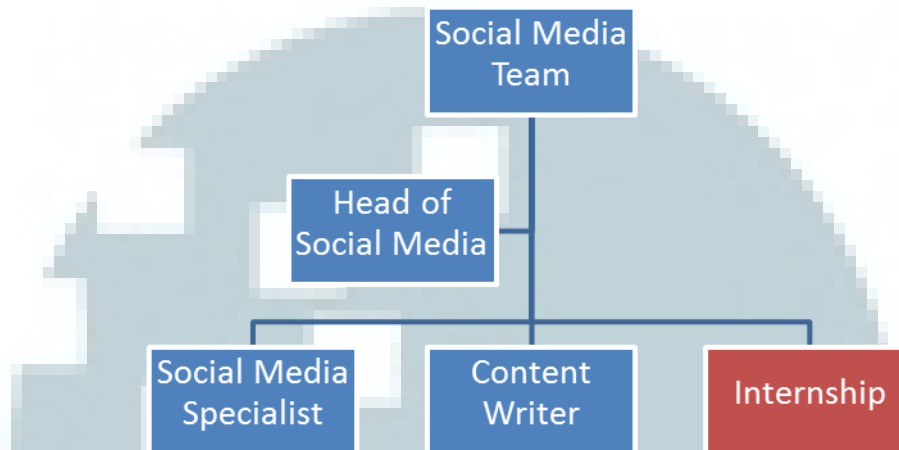 Social Media
Team
Head of
Social Media
Social Media
Specialist
Content
Writer
Internship